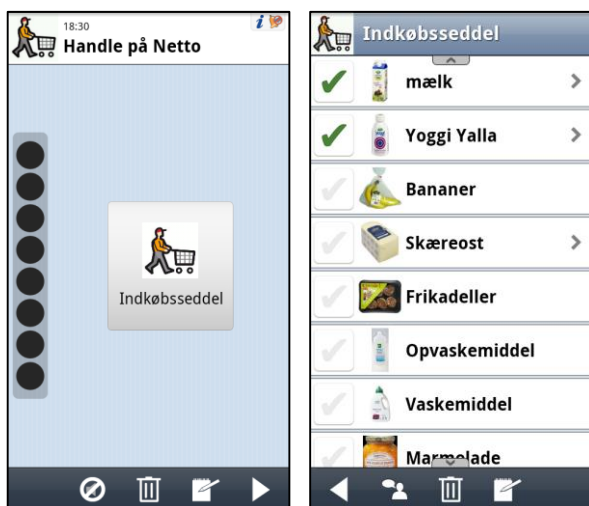 18:30
Handle på Netto
Indkøbsseddel
Indkøbsseddel
mælk
Yoggi Yalla
Bananer
Skæreost
Frikadeller
Opvaskemiddel
Vaskemiddel
Marmelade